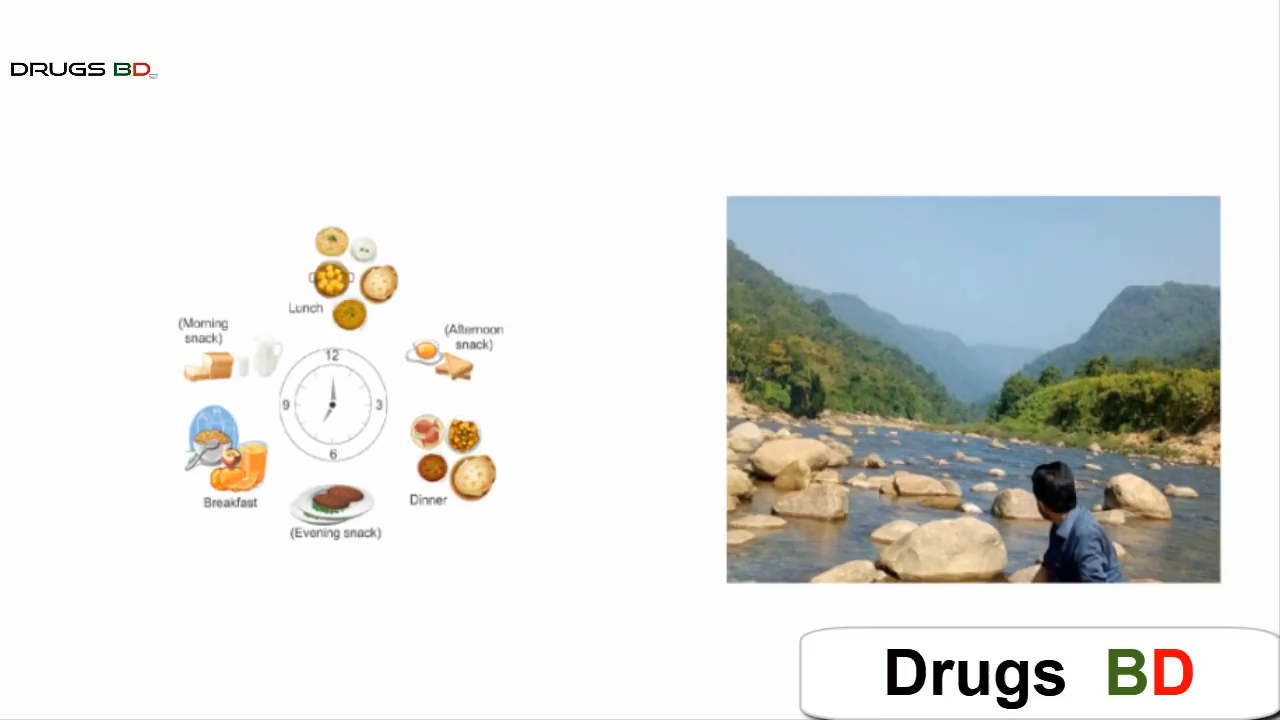 DRUGS BD
Lunch
(Morning
snack)
(Afternoon
snack)
12
9
3
6
Breakfast
Dinner
(Evening snack)
Drugs BD